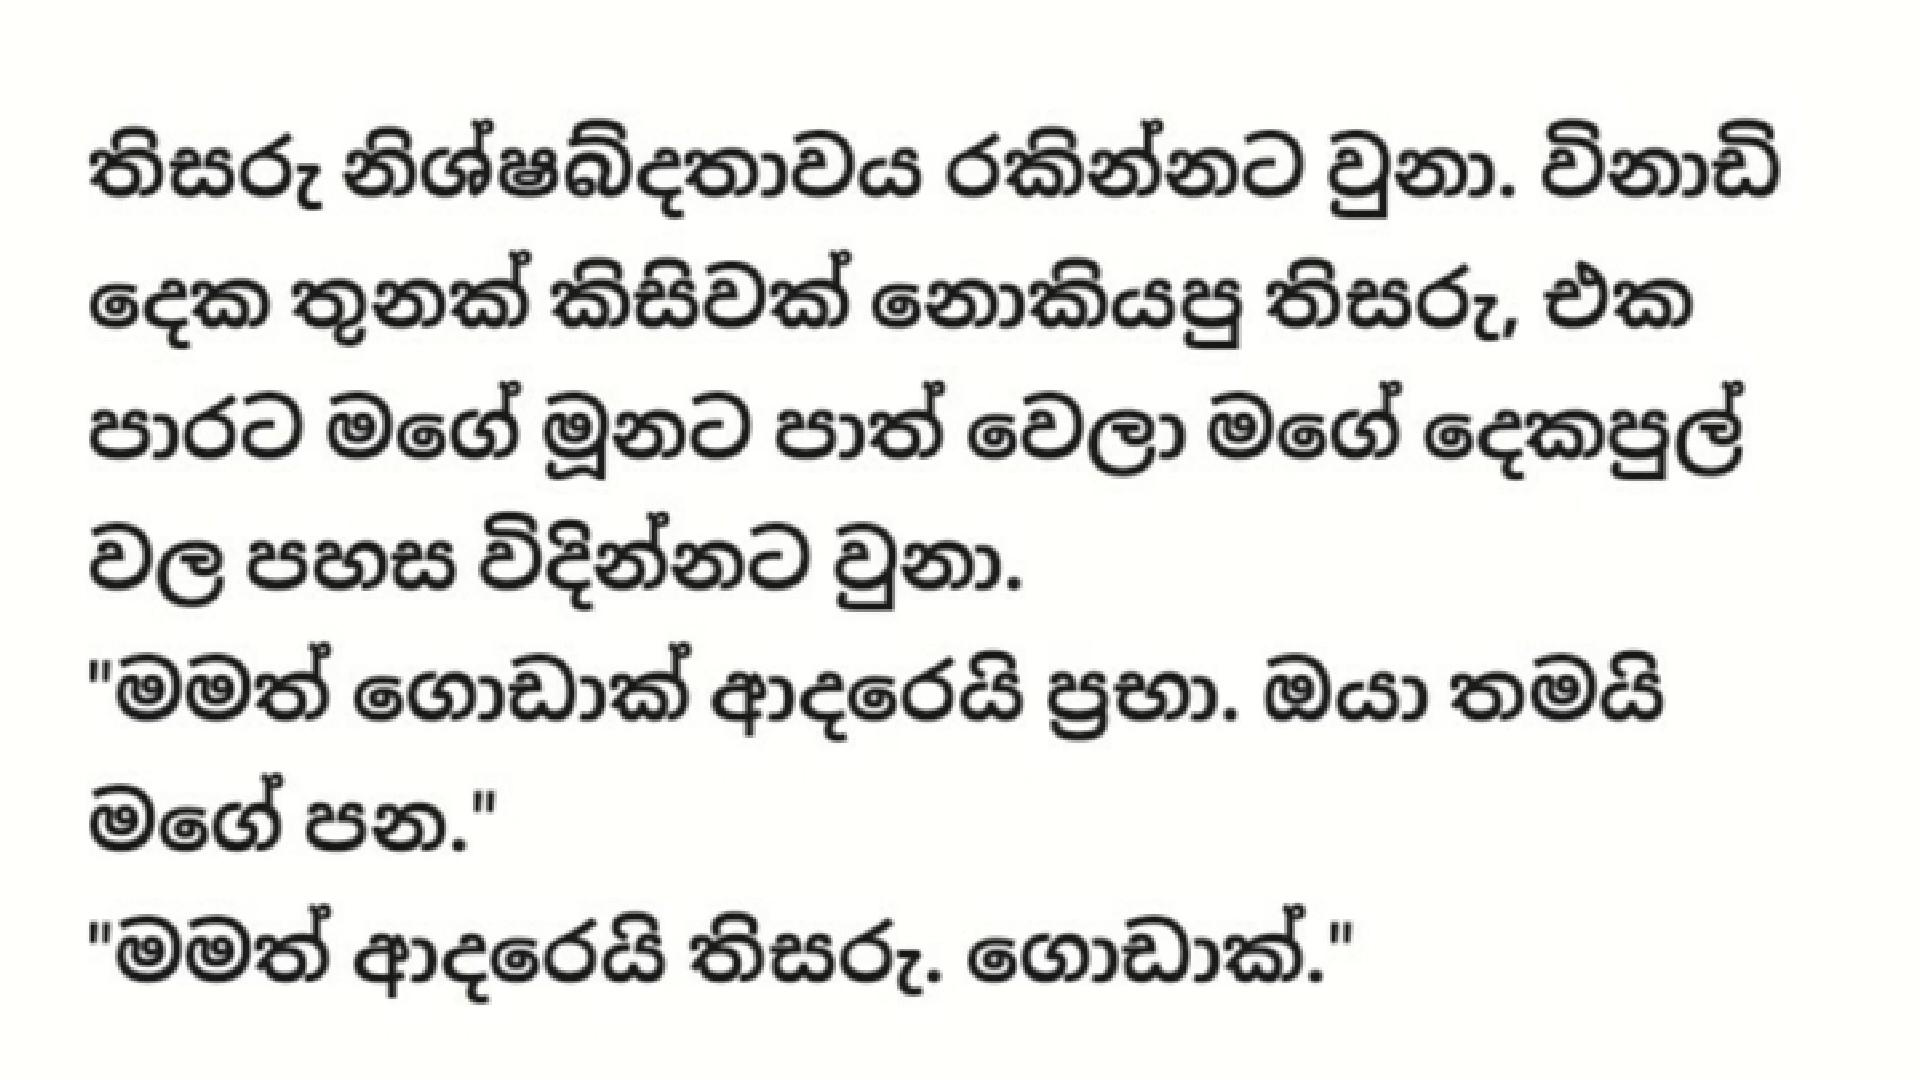 තිසරු නිශ්ෂබ්දතාවය රකින්නට වුනා. විනාඩි
දෙක තුනක් කිසිවක් නොකියපු තිසරු, එක
පාරට මගේ මූනට පාත් වෙලා මගේ දෙකපුල්
වල පහස විදින්නට වුනා.
"මමත් ගොඩාක් ආදරෙයි ප්‍රභා. ඔයා තමයි
මගේ පන."
"මමත් ආදරෙයි තිසරු. ගොඩාක්."